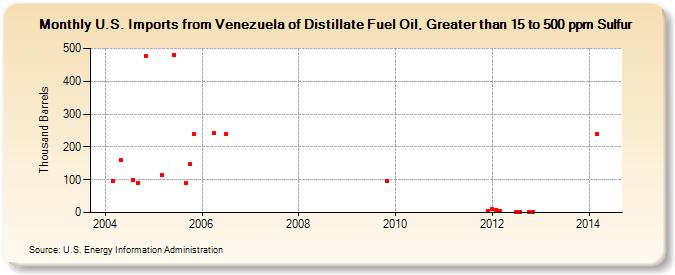 Monthly U.S. Imports from Venezuela of Distillate Fuel Oil, Greater than 15 to 500 ppm Sulfur
Thousand Barrels
500
400
300
200
100
0
2004 2006 2008 2010 2012 2014
Source: U.S. Energy Information Administration